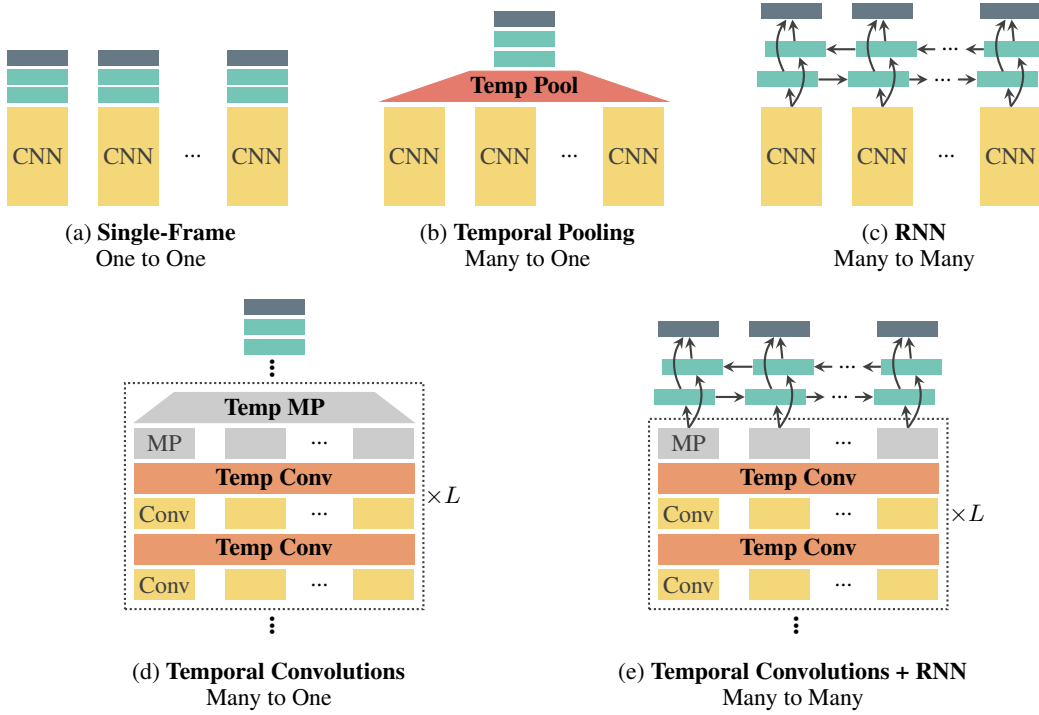 CNN CNN ... CNN
(a) Single-Frame
One to One
Temp Pool
CNN CNN ... CNN
(b) Temporal Pooling
Many to One
...
...
CNN CNN ... CNN
(c) RNN
Many to Many
Temp MP
MP ...
Temp Conv
Conv ...
Temp Conv
Conv ...
×L
(d) Temporal Convolutions
Many to One
...
...
MP ...
Temp Conv
Conv ...
Temp Conv
Conv ...
×L
(e) Temporal Convolutions + RNN
Many to Many